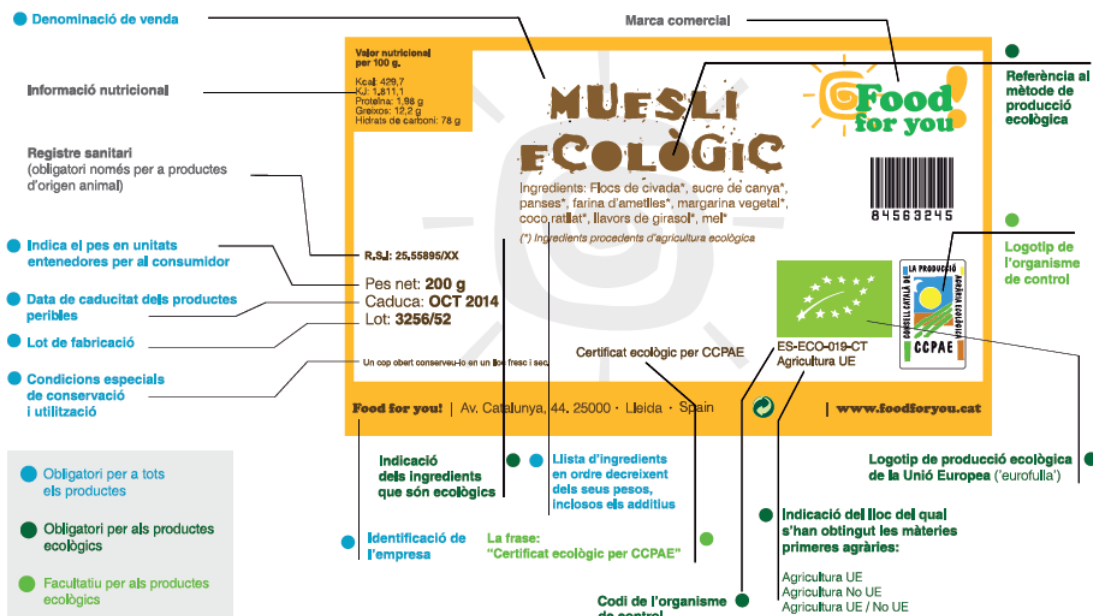 Denominació de venda
Marca comercial
Valor nutricional
per 100 g.
Kcal: 429,7
KJ: 1.811,1
Proteïna: 1,98 g
Greixos: 12,2 g
Hidrats de carboni: 78 g
MUESLI
ECOLÒGIC
Food
for you!
Referència al
mètode de
producció
ecològica
Informació nutricional
Registre sanitari
(obligatori només per a productes
d'origen animal)
Ingredients: Flocs de civada*, sucre de canya*,
panses*, farina d'ametlles*, margarina vegetal*,
coco ratllat*, llavors de girasol*, mel*
(*) Ingredients procedents d'agricultura ecològica
84563245
Indica el pes en unitats
entenedores per al consumidor
R.S.I: 25.55895/XX
Pes net: 200 g
Caduca: OCT 2014
Lot: 3256/52
Logotip de
l'organisme
de control
Data de caducitat dels productes
peribles
Lot de fabricació
CONSELL CATALÀ DE
LA PRODUCCIÓ
AGRÀRIA ECOLÒGICA
CCPAE
ES-ECO-019-CT
Agricultura UE
Certificat ecològic per CCPAE
Un cop obert conserveu-lo en un lloc fresc i sec.
Condicions especials
de conservació
i utilització
Food for you! | Av. Catalunya, 44. 25000 · Lleida · Spain
| www.foodforyou.cat
Indicació
dels ingredients
que són ecològics
Llista d'ingredients
en ordre decreixent
dels seus pesos,
inclosos els additius
Logotip de producció ecològica
de la Unió Europea ('eurofulla')
Obligatori per a tots
els productes
Obligatori per als productes
ecològics
Facultatiu per als productes
ecològics
Identificació de
l'empresa
La frase:
"Certificat ecològic per CCPAE"
Indicació del lloc del qual
s'han obtingut les matèries
primeres agràries:
Agricultura UE
Agricultura No UE
Agricultura UE / No UE
Codi de l'organisme
de control